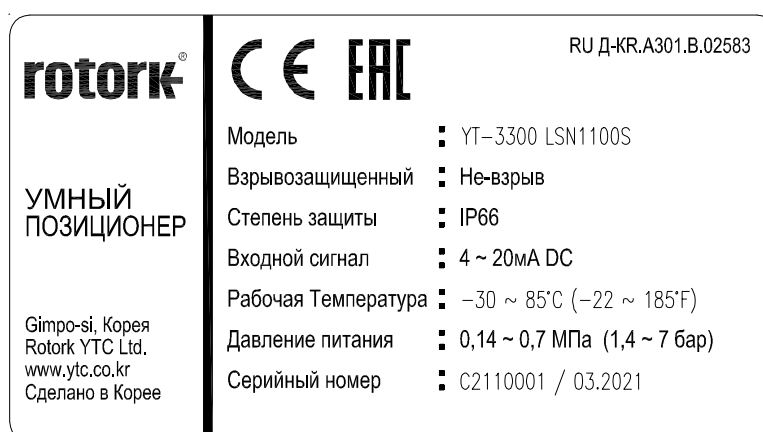 rotork®
УМНЫЙ
ПОЗИЦИОНЕР
Gimpo-si, Корея
Rotork YTC Ltd.
www.ytc.co.kr
Сделано в Корее
CE EAC
RU Д-KR.A301.B.02583
Модель : YT-3300 LSN1100S
Взрывозащищенный : Не-взрыв
Степень защиты : IP66
Входной сигнал : 4 ~ 20мА DC
Рабочая Температура : -30 ~ 85°C (-22 ~ 185°F)
Давление питания : 0,14 ~ 0,7 МПа (1,4 ~ 7 бар)
Серийный номер : C2110001 / 03.2021